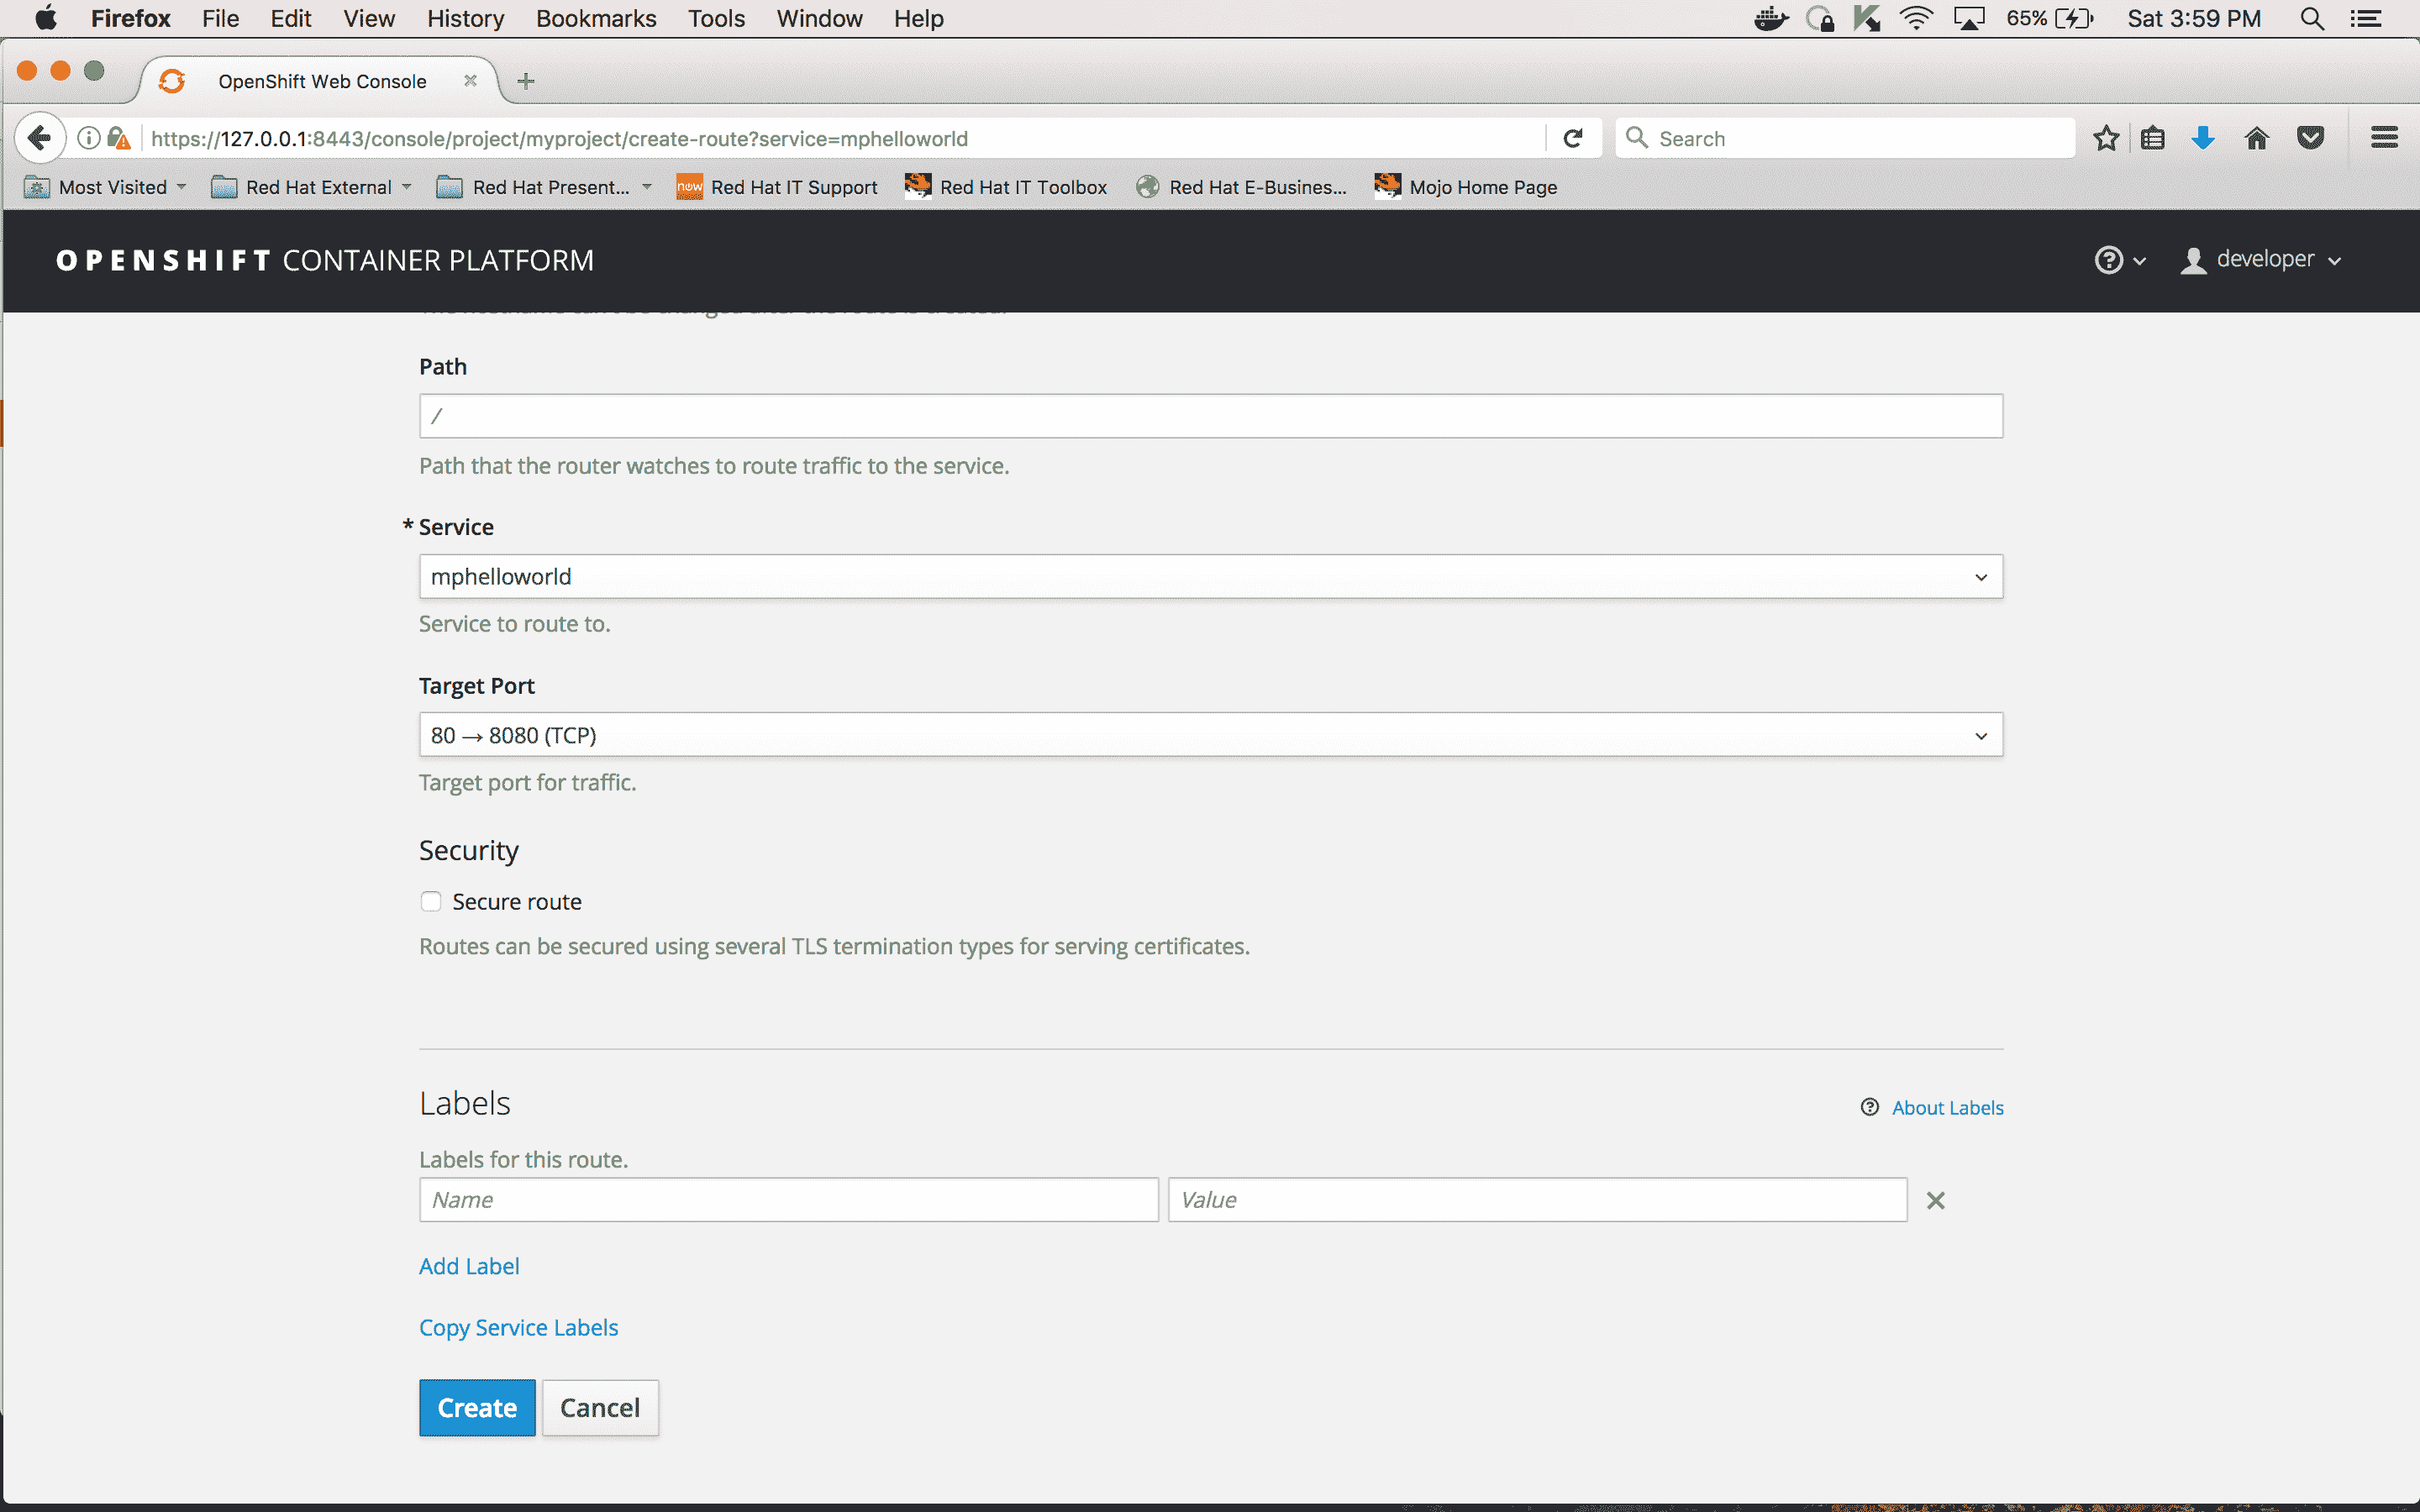 Firefox File Edit View History Bookmarks Tools Window Help 65% Sat 3:59 PM
OpenShift Web Console
https://127.0.0.1:8443/console/project/myproject/create-route?service=mphelloworld Search
Most Visited Red Hat External Red Hat Present... now Red Hat IT Support Red Hat IT Toolbox Red Hat E-Busines... Mojo Home Page
OPENSHIFT CONTAINER PLATFORM developer
Path
/
Path that the router watches to route traffic to the service.
* Service
mphelloworld
Service to route to.
Target Port
80 → 8080 (TCP)
Target port for traffic.
Security
Secure route
Routes can be secured using several TLS termination types for serving certificates.
Labels
About Labels
Labels for this route.
Name Value
Add Label
Copy Service Labels
Create Cancel